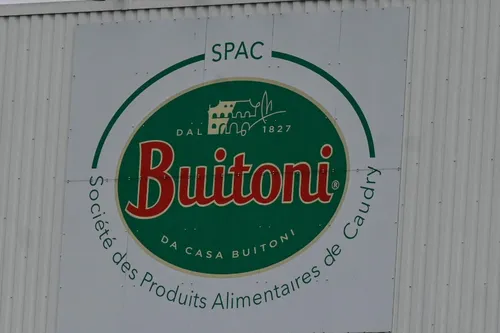 SPAC
DAL 1827
Buitoni®
DA CASA BUITONI
Société des Produits Alimentaires de Caudry